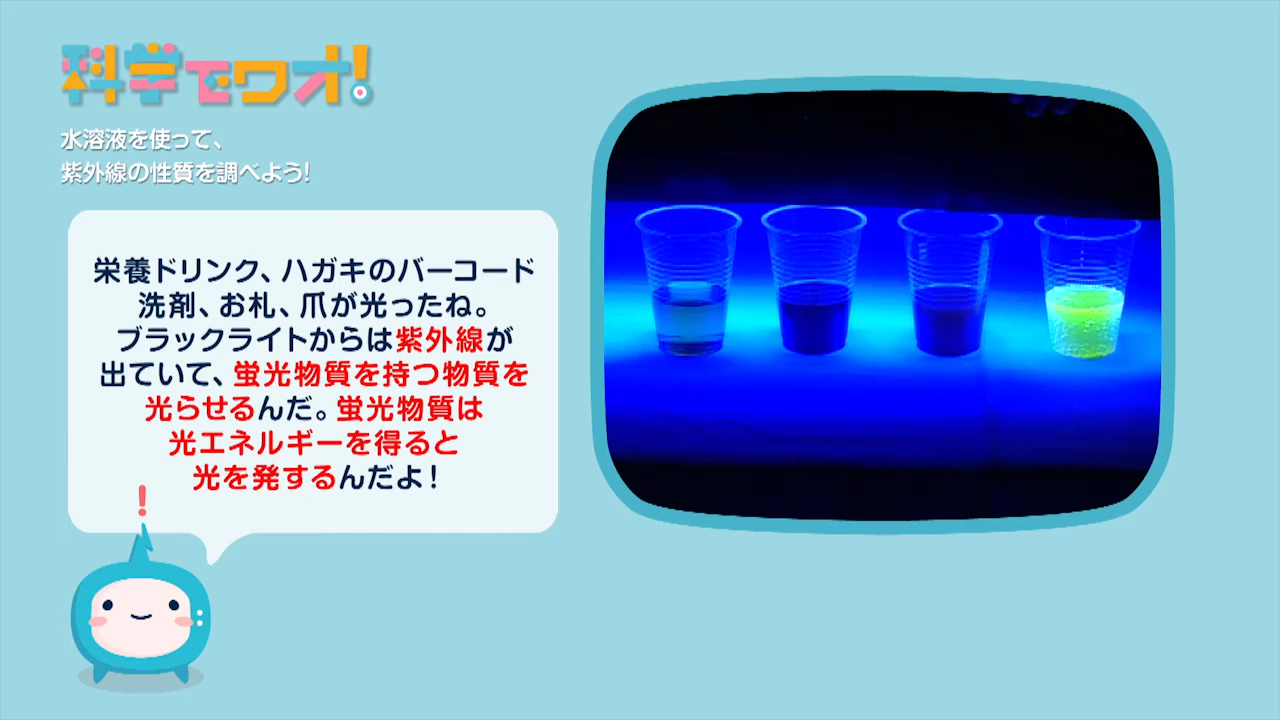 科学でワオ!
水溶液を使って、
紫外線の性質を調べよう!
栄養ドリンク、ハガキのバーコード
洗剤、お札、爪が光ったね。
ブラックライトからは紫外線が
出ていて、蛍光物質を持つ物質を
光らせるんだ。蛍光物質は
光エネルギーを得ると
光を発するんだよ!